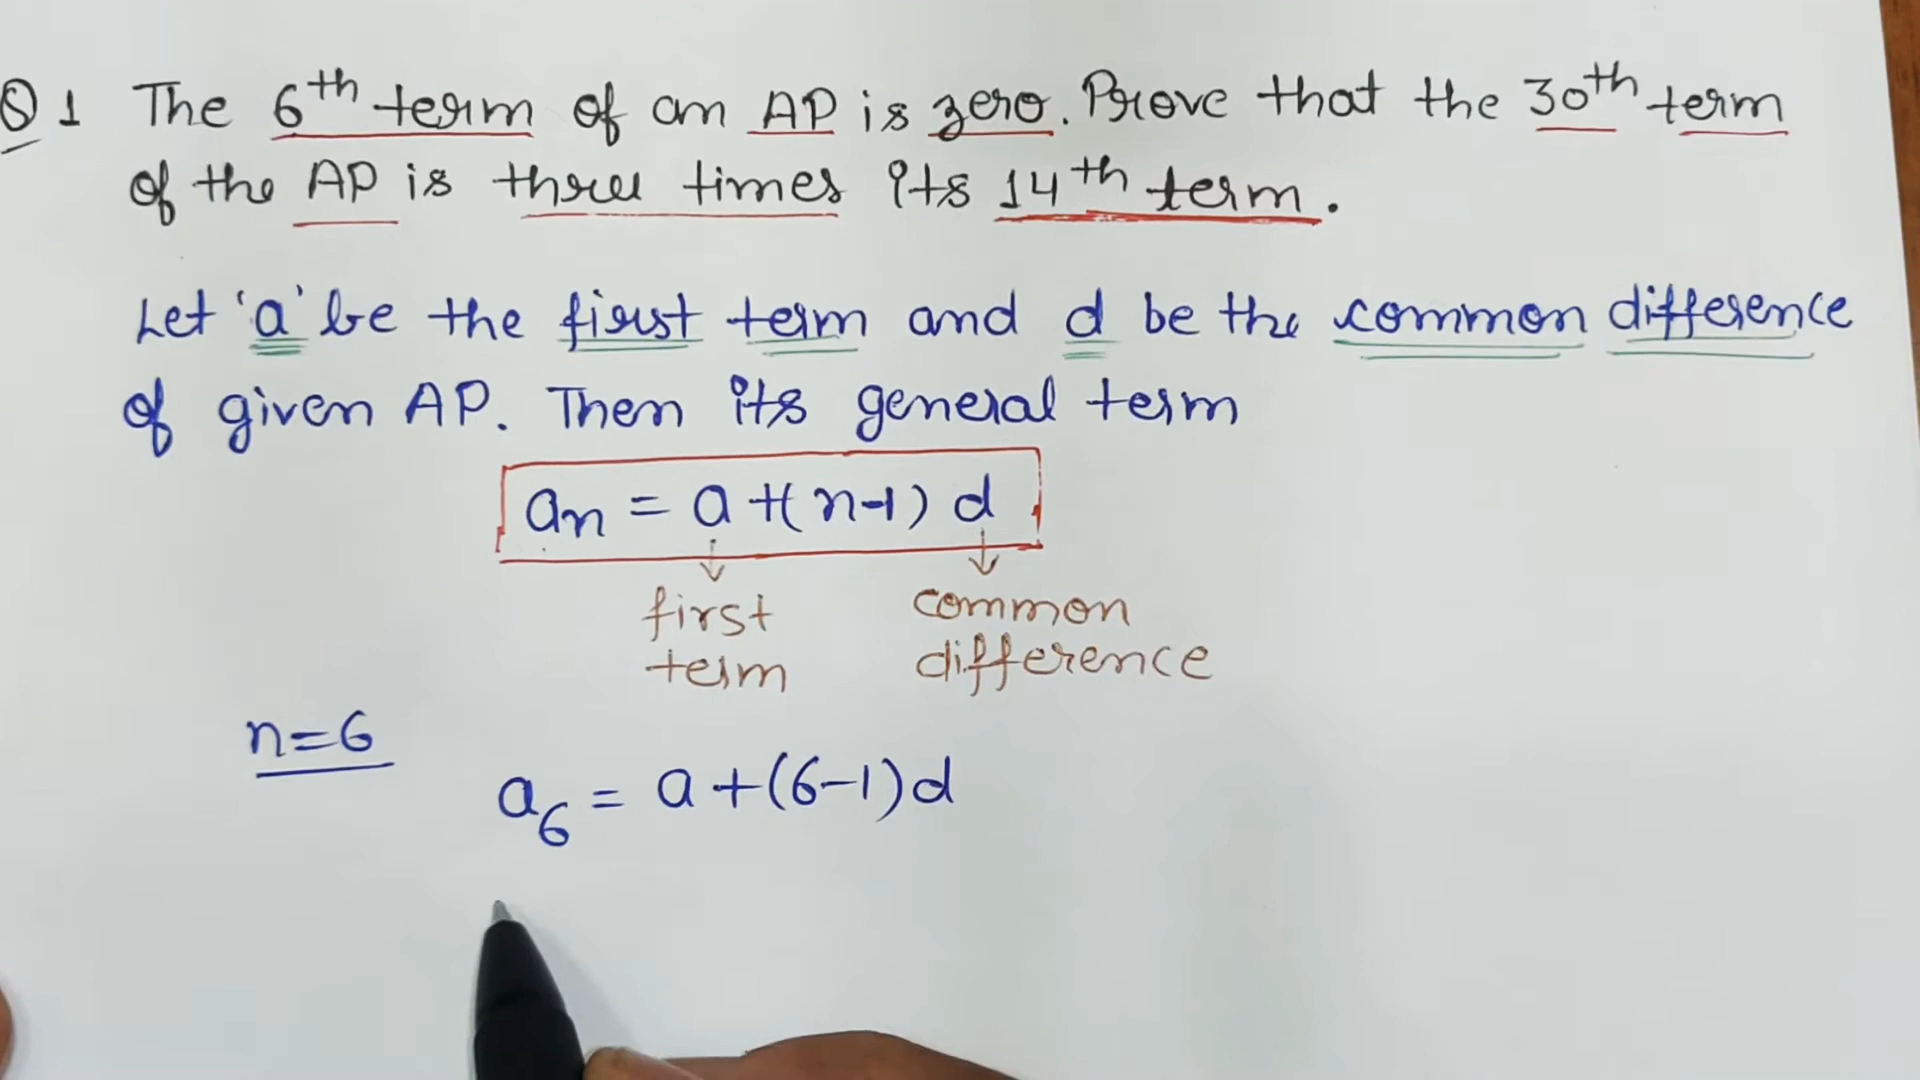 Q1 The 6th term of an AP is zero. Prove that the 30th term
of the AP is three times its 14th term.
Let 'a' be the first term and d be the common difference
of given AP. Then its general term
an = a+(n-1) d
first common
term difference
n=6
a6 = a+(6-1)d